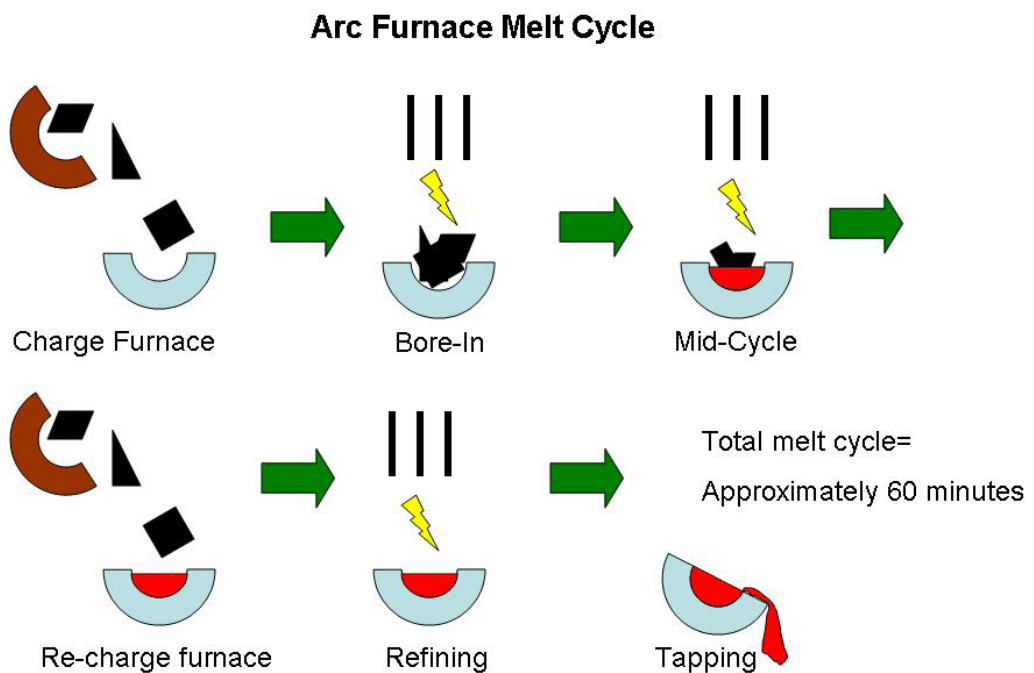 Arc Furnace Melt Cycle
Charge Furnace
Bore-In
Mid-Cycle
Re-charge furnace
Refining
Total melt cycle=
Approximately 60 minutes
Tapping